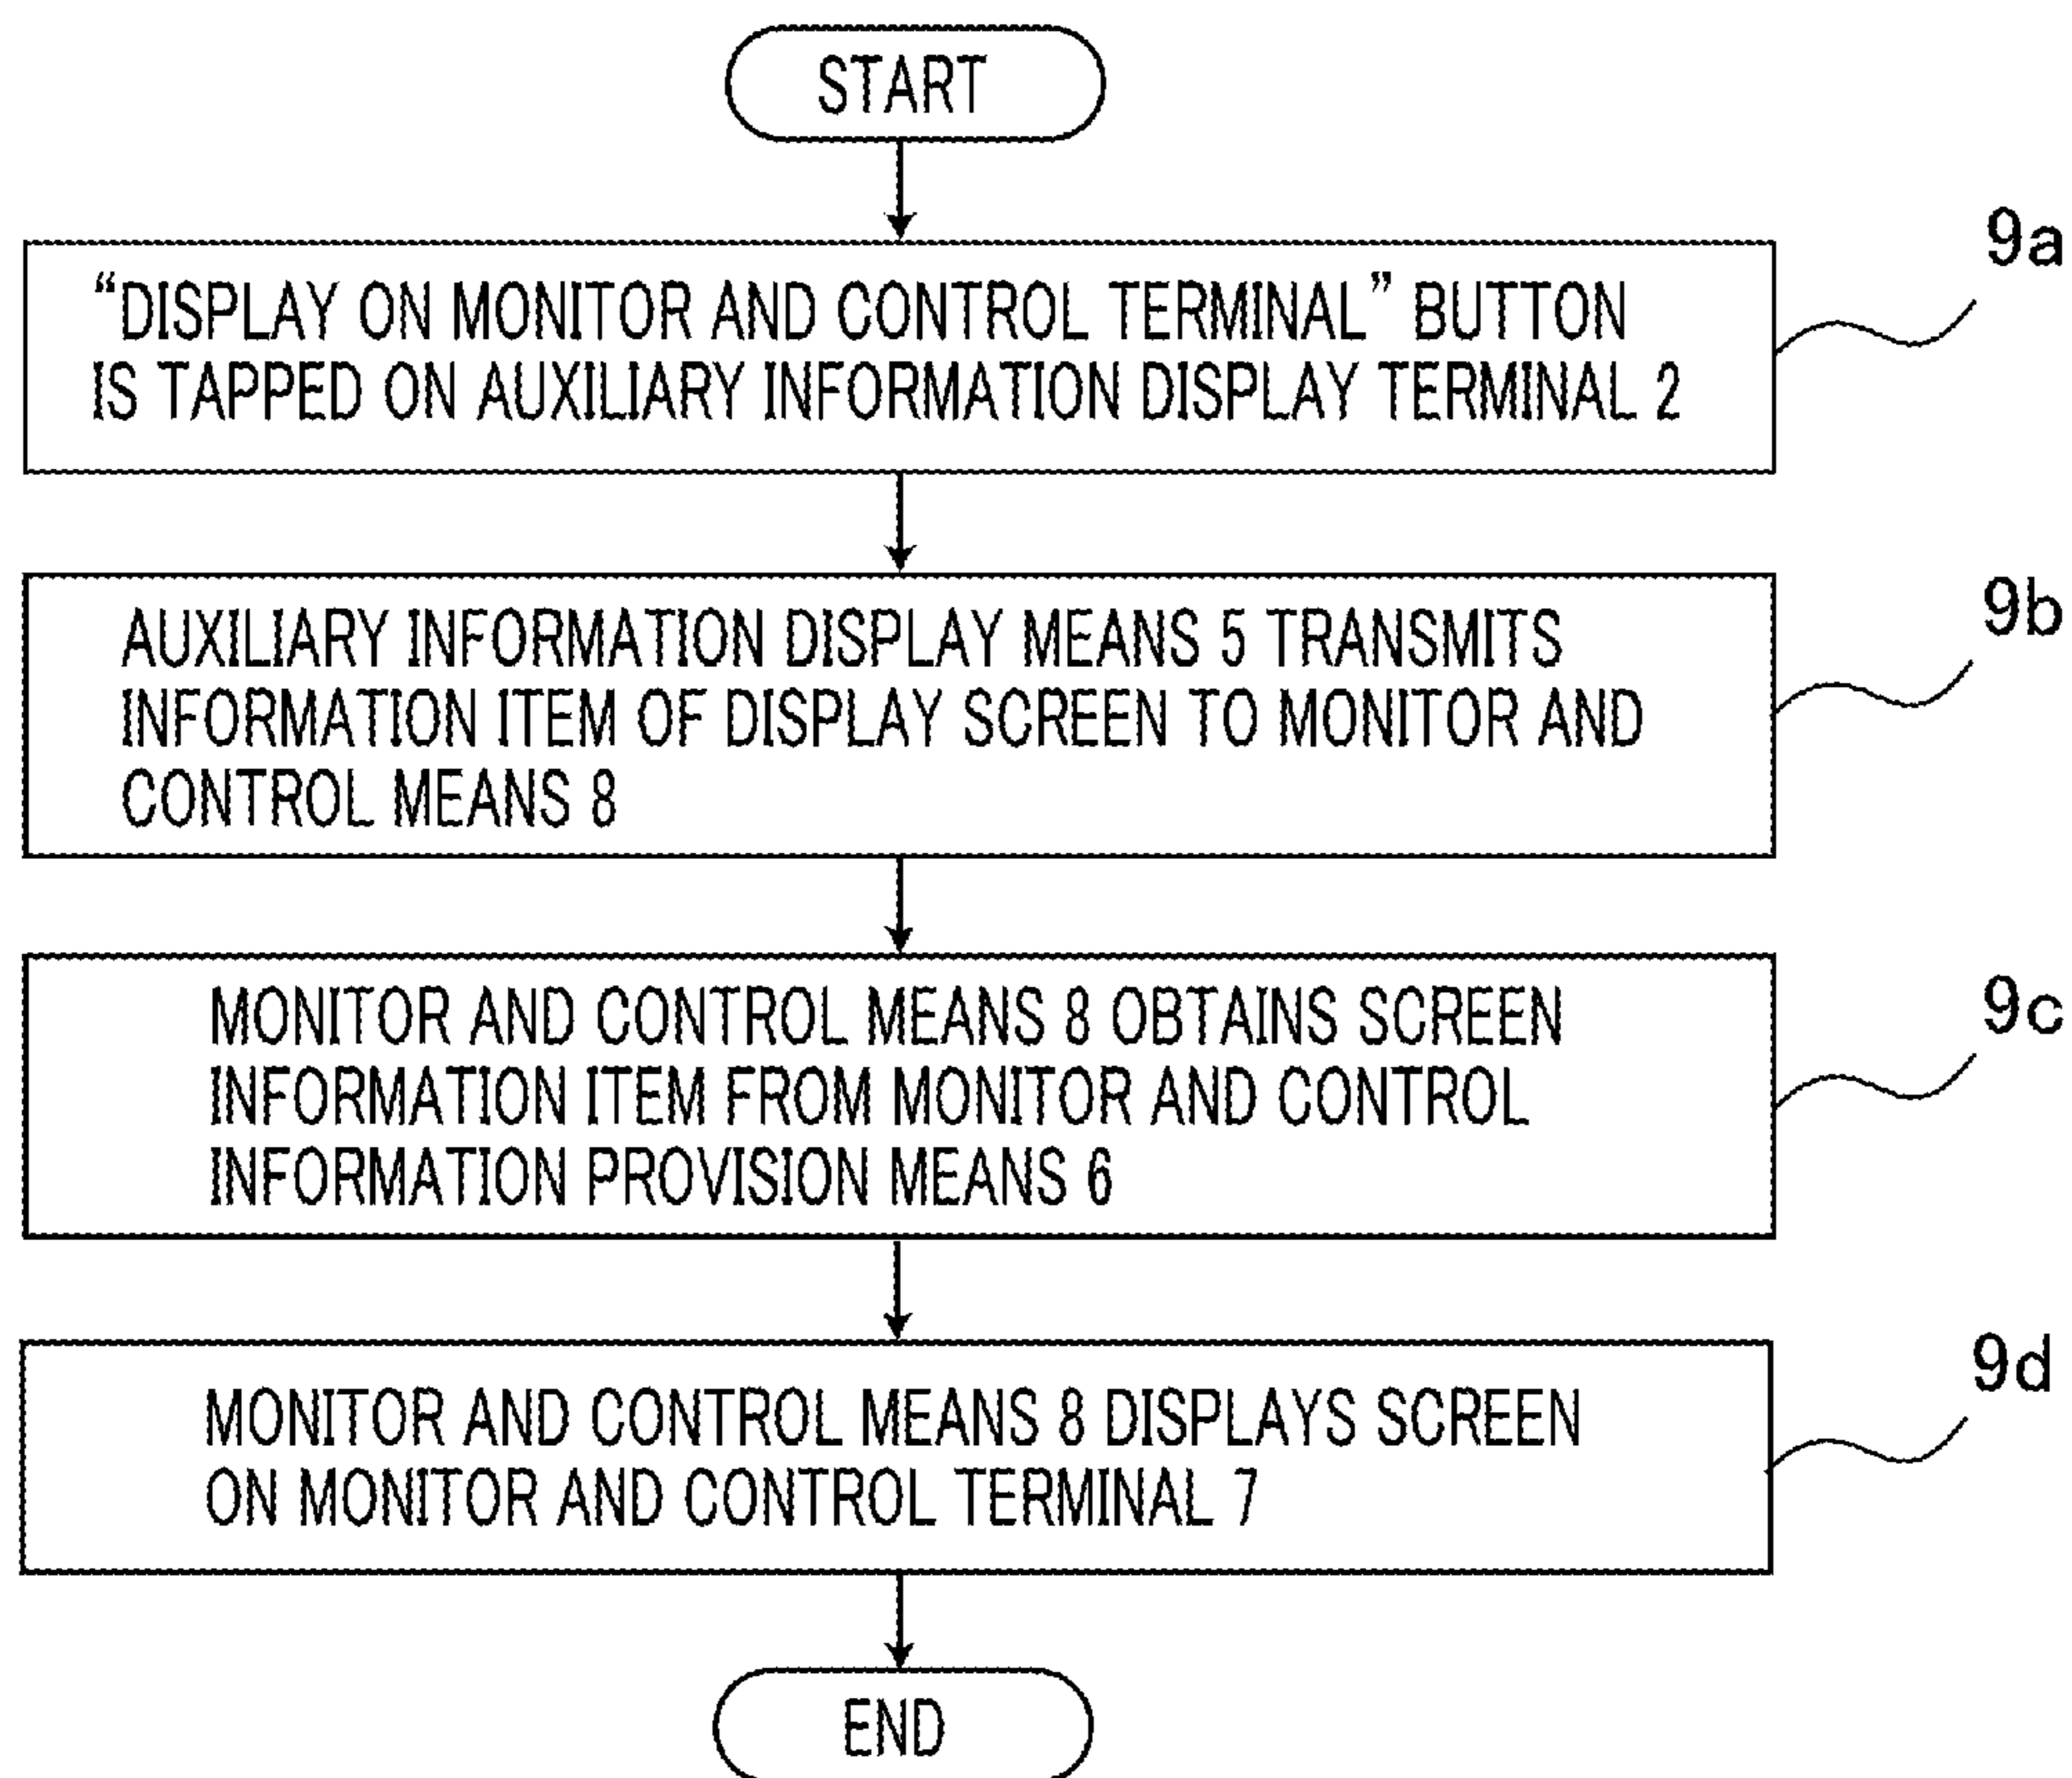 START
9a
“DISPLAY ON MONITOR AND CONTROL TERMINAL” BUTTON
IS TAPPED ON AUXILIARY INFORMATION DISPLAY TERMINAL 2
9b
AUXILIARY INFORMATION DISPLAY MEANS 5 TRANSMITS
INFORMATION ITEM OF DISPLAY SCREEN TO MONITOR AND
CONTROL MEANS 8
9c
MONITOR AND CONTROL MEANS 8 OBTAINS SCREEN
INFORMATION ITEM FROM MONITOR AND CONTROL
INFORMATION PROVISION MEANS 6
9d
MONITOR AND CONTROL MEANS 8 DISPLAYS SCREEN
ON MONITOR AND CONTROL TERMINAL 7
END